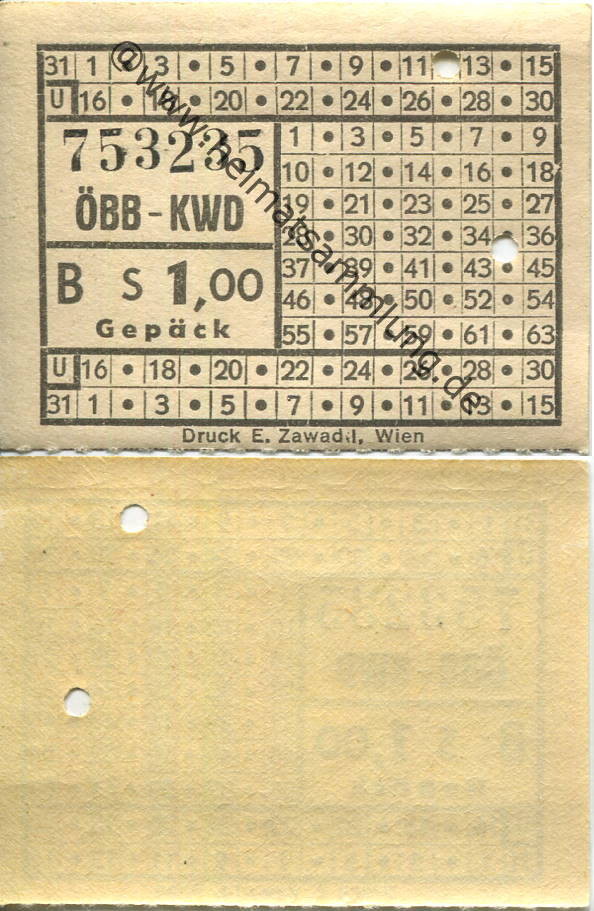 31 1 • 3 • 5 • 7 • 9 • 11 13 • 15
U 16 • 18 • 20 • 22 • 24 • 26 • 28 • 30
753235
ÖBB - KWD
B S 1,00
Gepäck
1 • 3 • 5 • 7 • 9
10 • 12 • 14 • 16 • 18
19 • 21 • 23 • 25 • 27
28 • 30 • 32 • 34 36
37 • 39 • 41 • 43 • 45
46 • 48 • 50 • 52 • 54
55 • 57 • 59 • 61 • 63
U 16 • 18 • 20 • 22 • 24 • 26 • 28 • 30
31 1 • 3 • 5 • 7 • 9 • 11 • 13 • 15
Druck E. Zawadil, Wien
@www.heimatsammlung.de